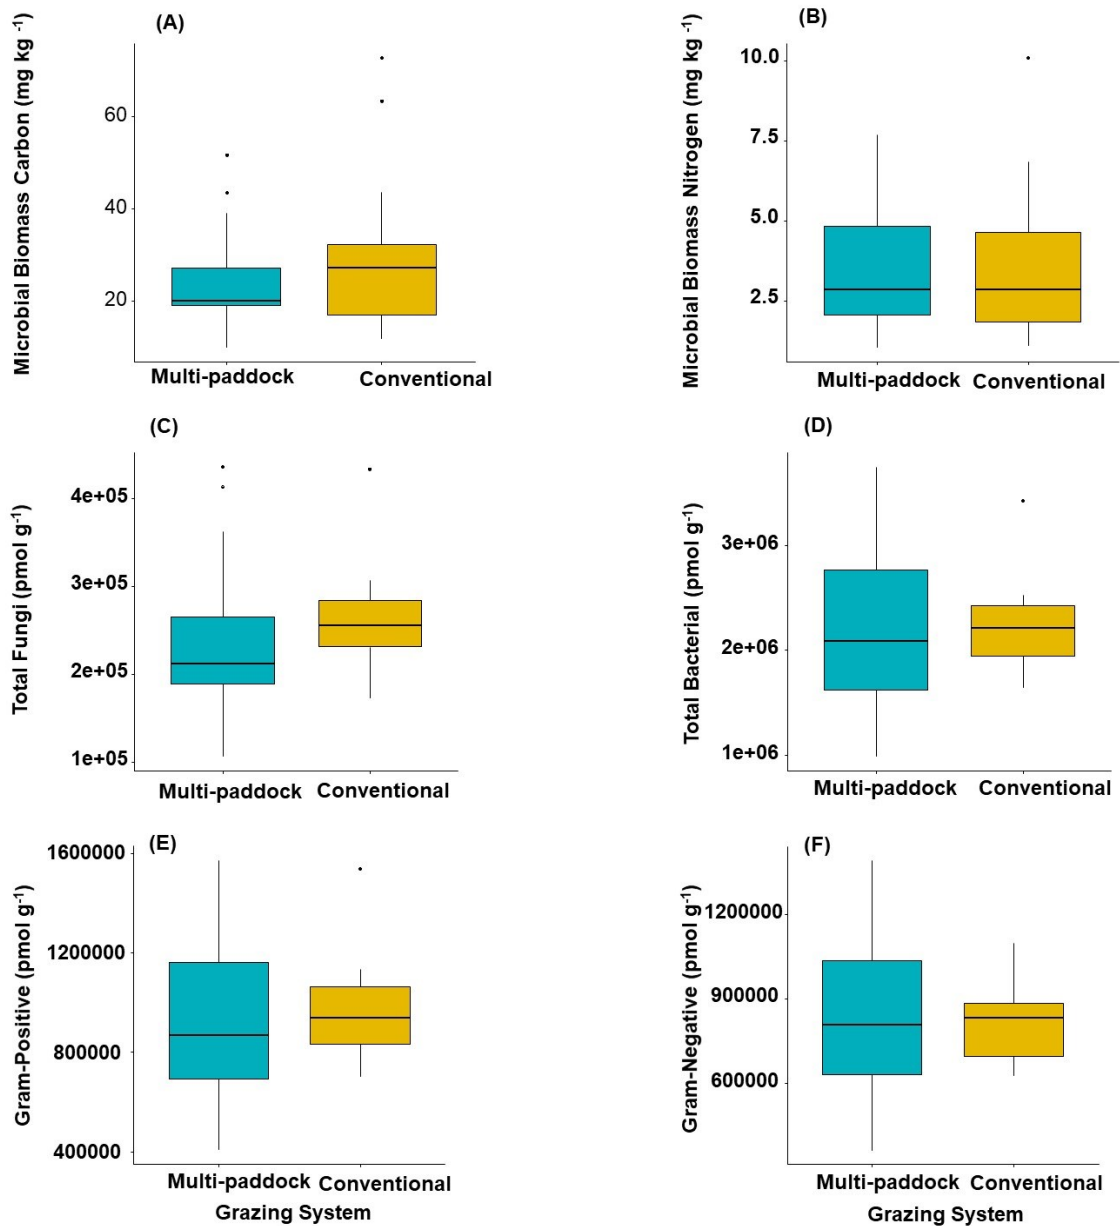 (A)
Microbial Biomass Carbon (mg kg -1)
60
40
20
Multi-paddock
Conventional
(B)
Microbial Biomass Nitrogen (mg kg -1)
10.0
7.5
5.0
2.5
Multi-paddock
Conventional
(C)
Total Fungi (pmol g-1)
4e+05
3e+05
2e+05
1e+05
Multi-paddock
Conventional
(D)
Total Bacterial (pmol g-1)
3e+06
2e+06
1e+06
Multi-paddock
Conventional
(E)
Gram-Positive (pmol g-1)
1600000
1200000
800000
400000
Multi-paddock
Conventional
Grazing System
(F)
Gram-Negative (pmol g-1)
1200000
900000
600000
Multi-paddock
Conventional
Grazing System